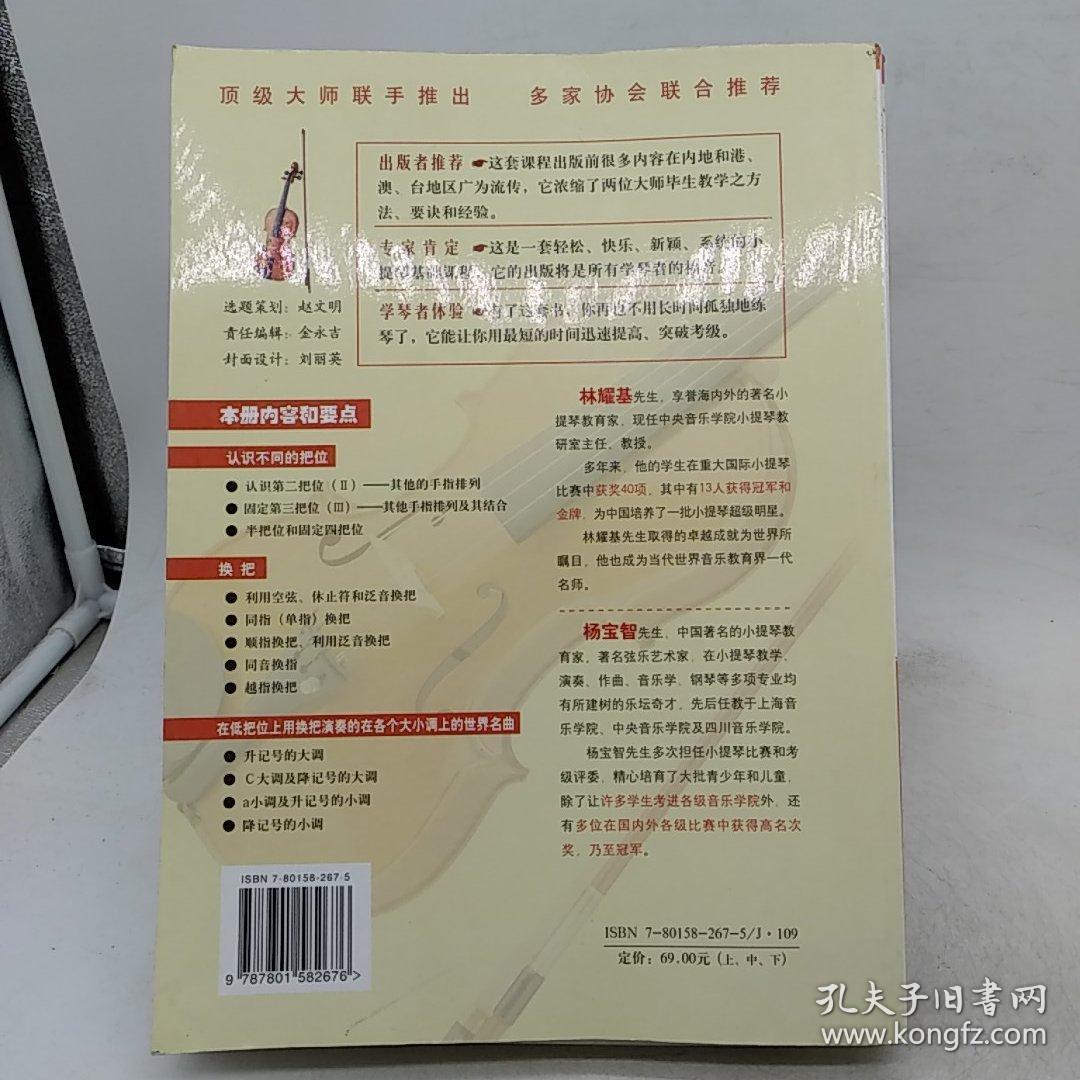 顶级大师联手推出 多家协会联合推荐
出版者推荐 ☛这套课程出版前很多内容在内地和港、
澳、台地区广为流传，它浓缩了两位大师毕生教学之方
法、要诀和经验。
专家肯定 ☛这是一套轻松、快乐、新颖、系统的小
提琴基础课程，它的出版将是所有学琴者的福音。
学琴者体验 有了这套书，你再也不用长时间孤独地练
琴了，它能让你用最短的时间迅速提高、突破考级。
选题策划：赵文明
责任编辑：金永吉
封面设计：刘丽英
本册内容和要点
认识不同的把位
● 认识第二把位（Ⅱ）——其他的手指排列
● 固定第三把位（Ⅲ）——其他手指排列及其结合
● 半把位和固定四把位
换 把
● 利用空弦、休止符和泛音换把
● 同指（单指）换把
● 顺指换把、利用泛音换把
● 同音换指
● 越指换把
在低把位上用换把演奏的在各个大小调上的世界名曲
● 升记号的大调
● C大调及降记号的大调
● a小调及升记号的小调
● 降记号的小调
林耀基先生，享誉海内外的著名小
提琴教育家，现任中央音乐学院小提琴教
研室主任、教授。
多年来，他的学生在重大国际小提琴
比赛中获奖40项，其中有13人获得冠军和
金牌，为中国培养了一批小提琴超级明星。
林耀基先生取得的卓越成就为世界所
瞩目，他也成为当代世界音乐教育界一代
名师。
杨宝智先生，中国著名的小提琴教
育家，著名弦乐艺术家，在小提琴教学、
演奏、作曲、音乐学、钢琴等多项专业均
有所建树的乐坛奇才，先后任教于上海音
乐学院、中央音乐学院及四川音乐学院。
杨宝智先生多次担任小提琴比赛和考
级评委，精心培育了大批青少年和儿童，
除了让许多学生考进各级音乐学院外，还
有多位在国内外各级比赛中获得高名次
奖，乃至冠军。
ISBN 7-80158-267-5
9 787801 582676>
ISBN 7-80158-267-5/J·109
定价：69.00元（上、中、下）
孔夫子旧书网
www.kongfz.com